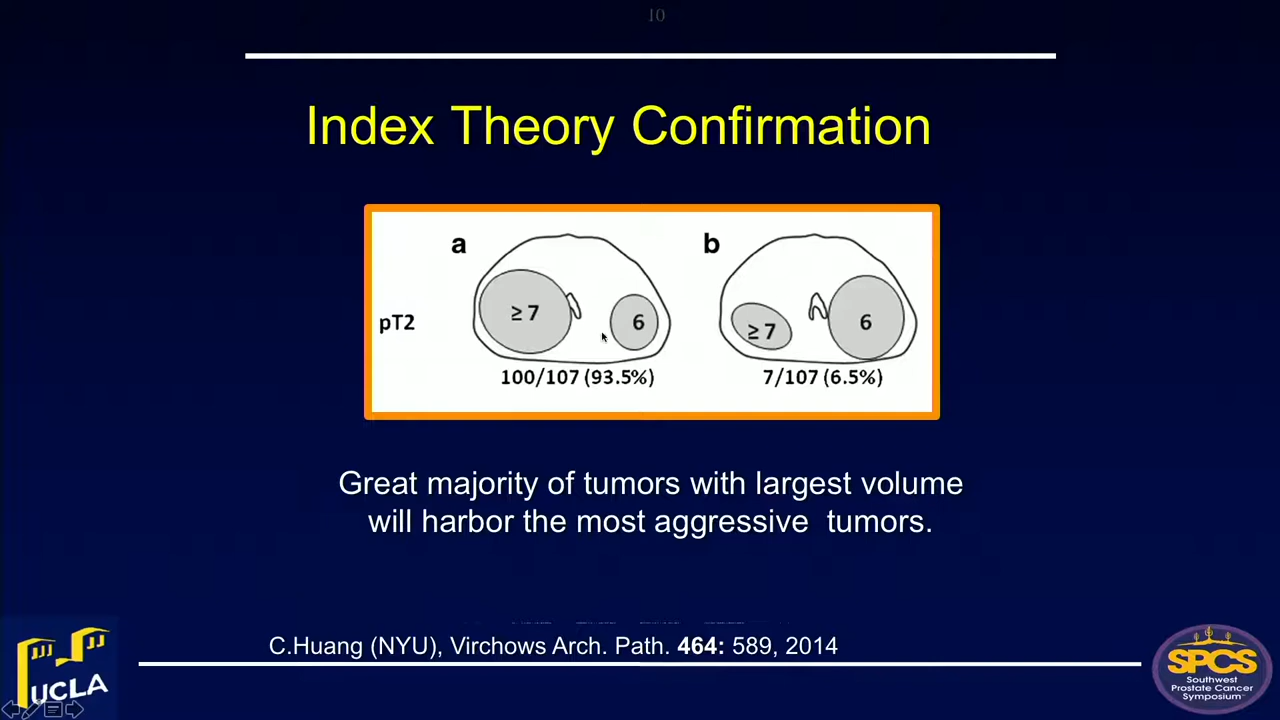 10
Index Theory Confirmation
a
b
≥ 7
6
≥ 7
6
pT2
100/107 (93.5%)
7/107 (6.5%)
Great majority of tumors with largest volume
will harbor the most aggressive tumors.
C.Huang (NYU), Virchows Arch. Path. 464: 589, 2014
UCLA
SPCS
Southwest
Prostate Cancer
Symposium